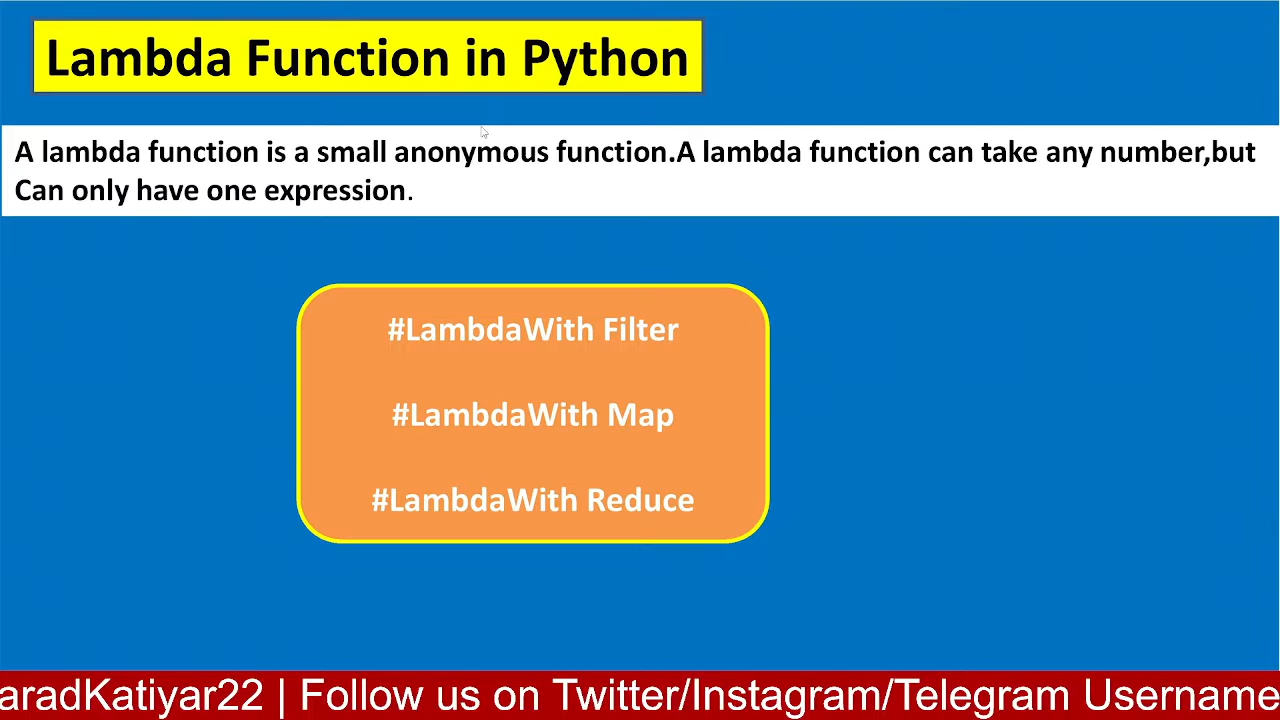 Lambda Function in Python
A lambda function is a small anonymous function.A lambda function can take any number,but
Can only have one expression.
#LambdaWith Filter
#LambdaWith Map
#LambdaWith Reduce
aradKatiyar22 | Follow us on Twitter/Instagram/Telegram Username